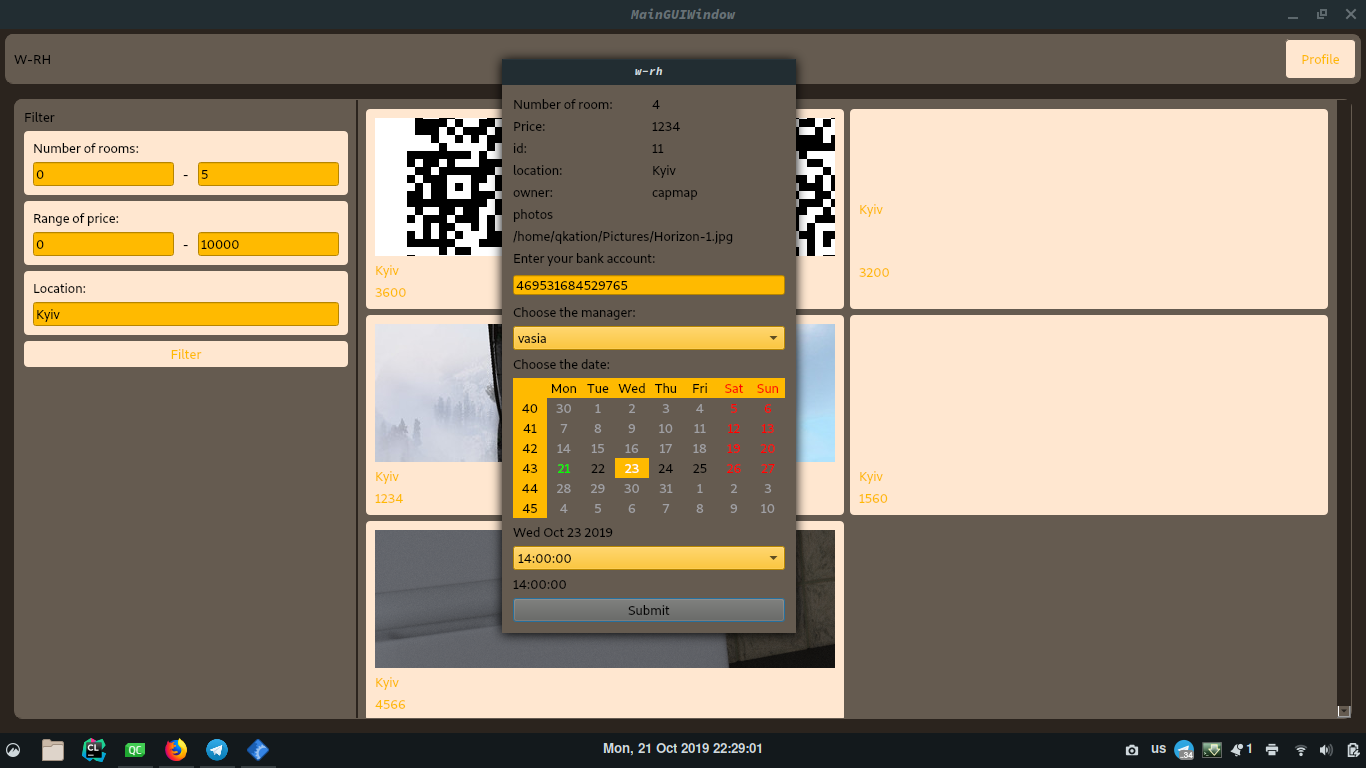 MainGUIWindow
W-RH
Profile
Filter
Number of rooms:
0 - 5
Range of price:
0 - 10000
Location:
Kyiv
Filter
Kyiv
3600
Kyiv
3200
Kyiv
1234
Kyiv
1560
Kyiv
4566
w-rh
Number of room: 4
Price: 1234
id: 11
location: Kyiv
owner: capmap
photos
/home/qkation/Pictures/Horizon-1.jpg
Enter your bank account:
469531684529765
Choose the manager:
vasia
Choose the date:
Mon Tue Wed Thu Fri Sat Sun
40 30 1 2 3 4 5 6
41 7 8 9 10 11 12 13
42 14 15 16 17 18 19 20
43 21 22 23 24 25 26 27
44 28 29 30 31 1 2 3
45 4 5 6 7 8 9 10
Wed Oct 23 2019
14:00:00
14:00:00
Submit
CL
QC
Mon, 21 Oct 2019 22:29:01
us
34
1